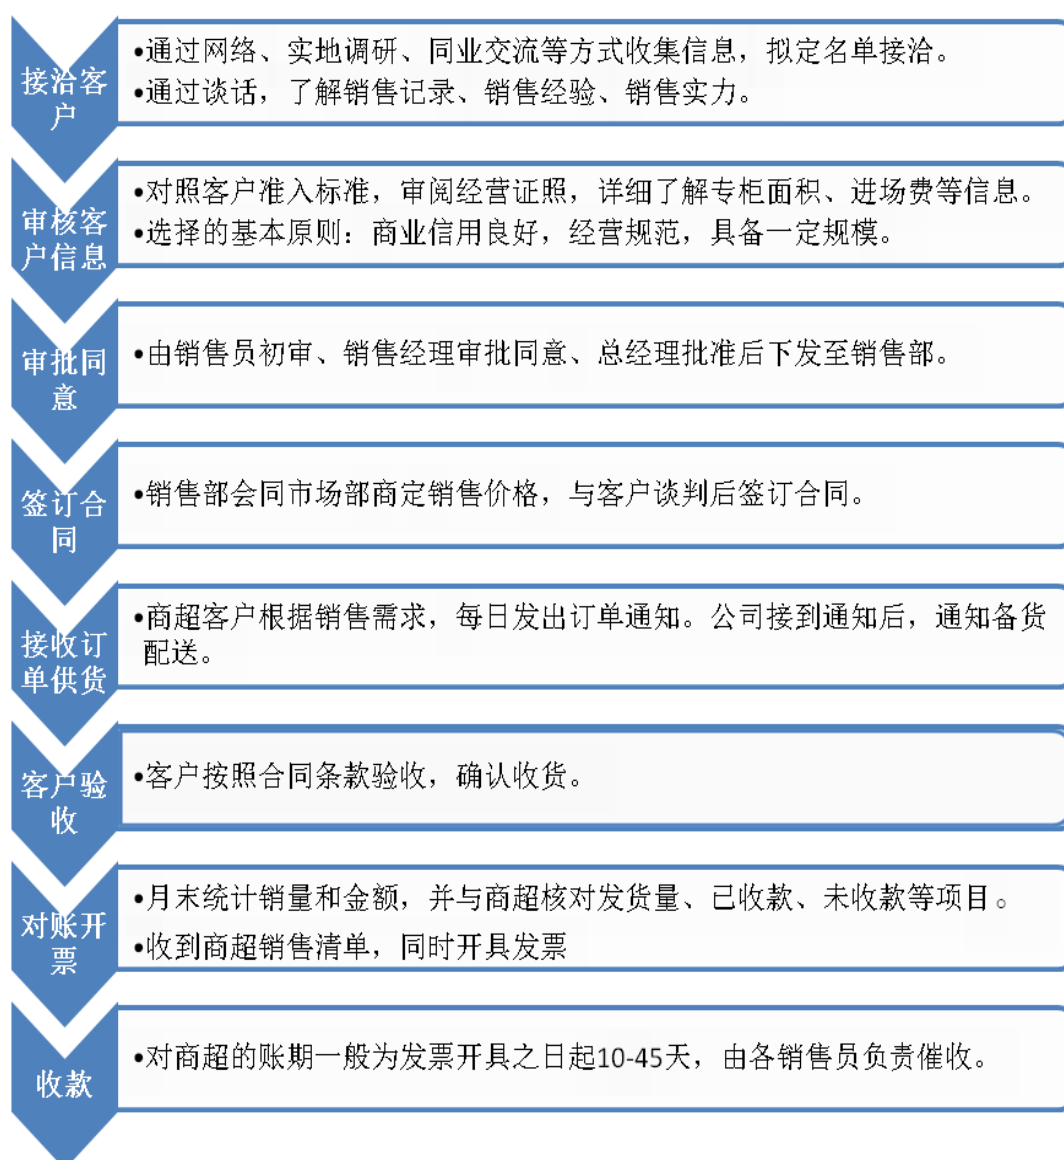 接洽客
户
•通过网络、实地调研、同业交流等方式收集信息，拟定名单接洽。
•通过谈话，了解销售记录、销售经验、销售实力。
审核客
户信息
•对照客户准入标准，审阅经营证照，详细了解专柜面积、进场费等信息。
•选择的基本原则：商业信用良好，经营规范，具备一定规模。
审批同
意
•由销售员初审、销售经理审批同意、总经理批准后下发至销售部。
签订合
同
•销售部会同市场部商定销售价格，与客户谈判后签订合同。
接收订
单供货
•商超客户根据销售需求，每日发出订单通知。公司接到通知后，通知备货
配送。
客户验
收
•客户按照合同条款验收，确认收货。
对账开
票
•月末统计销量和金额，并与商超核对发货量、已收款、未收款等项目。
•收到商超销售清单，同时开具发票
收款
•对商超的账期一般为发票开具之日起10-45天，由各销售员负责催收。